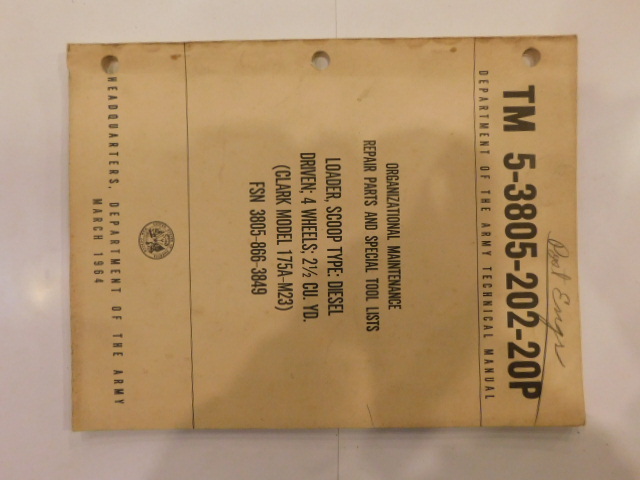 Post Engr
TM 5-3805-202-20P
DEPARTMENT OF THE ARMY TECHNICAL MANUAL
ORGANIZATIONAL MAINTENANCE
REPAIR PARTS AND SPECIAL TOOL LISTS
LOADER, SCOOP TYPE: DIESEL
DRIVEN; 4 WHEELS; 2½ CU. YD.
(CLARK MODEL 175A-M23)
FSN 3805-866-3849
HEADQUARTERS, DEPARTMENT OF THE ARMY
MARCH 1964